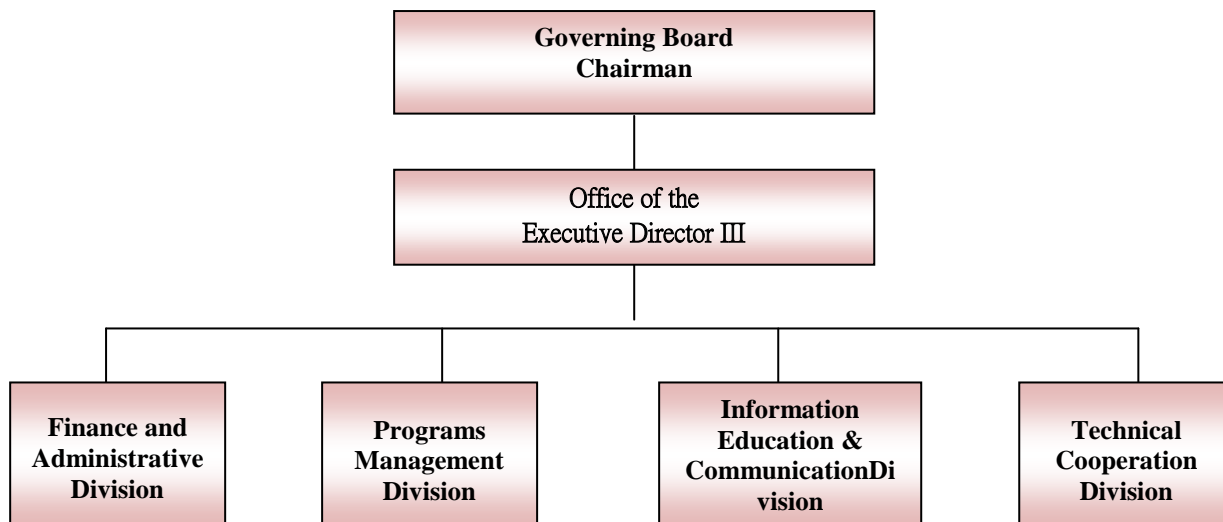 Governing Board
Chairman
Office of the
Executive Director III
Finance and
Administrative
Division
Programs
Management
Division
Information
Education &
CommunicationDi
vision
Technical
Cooperation
Division